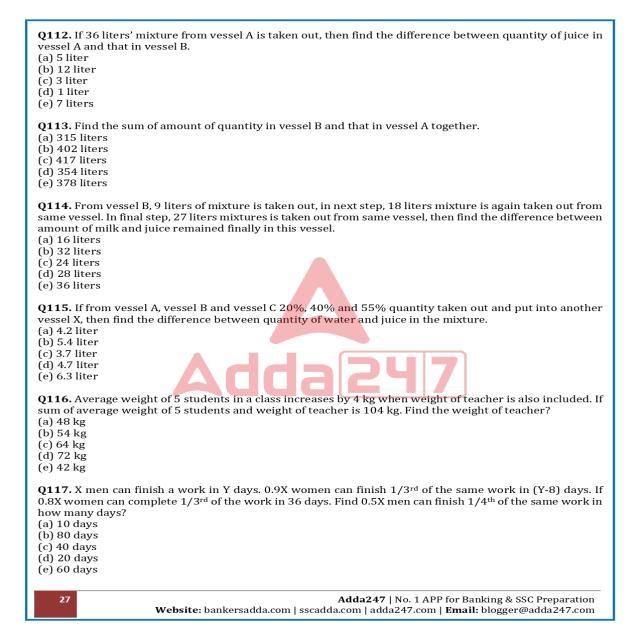 Q112. If 36 liters' mixture from vessel A is taken out, then find the difference between quantity of juice in
vessel A and that in vessel B.
(a) 5 liter
(b) 12 liter
(c) 3 liter
(d) 1 liter
(e) 7 liters
Q113. Find the sum of amount of quantity in vessel B and that in vessel A together.
(a) 315 liters
(b) 402 liters
(c) 417 liters
(d) 354 liters
(e) 378 liters
Q114. From vessel B, 9 liters of mixture is taken out, in next step, 18 liters mixture is again taken out from
same vessel. In final step, 27 liters mixtures is taken out from same vessel, then find the difference between
amount of milk and juice remained finally in this vessel.
(a) 16 liters
(b) 32 liters
(c) 24 liters
(d) 28 liters
(e) 36 liters
Q115. If from vessel A, vessel B and vessel C 20%, 40% and 55% quantity taken out and put into another
vessel X, then find the difference between quantity of water and juice in the mixture.
(a) 4.2 liter
(b) 5.4 liter
(c) 3.7 liter
(d) 4.7 liter
(e) 6.3 liter
Adda247
Q116. Average weight of 5 students in a class increases by 4 kg when weight of teacher is also included. If
sum of average weight of 5 students and weight of teacher is 104 kg. Find the weight of teacher?
(a) 48 kg
(b) 54 kg
(c) 64 kg
(d) 72 kg
(e) 42 kg
Q117. X men can finish a work in Y days. 0.9X women can finish 1/3rd of the same work in (Y-8) days. If
0.8X women can complete 1/3rd of the work in 36 days. Find 0.5X men can finish 1/4th of the same work in
how many days?
(a) 10 days
(b) 80 days
(c) 40 days
(d) 20 days
(e) 60 days
27
Adda247 | No. 1 APP for Banking & SSC Preparation
Website: bankersadda.com | sscadda.com | adda247.com | Email: blogger@adda247.com